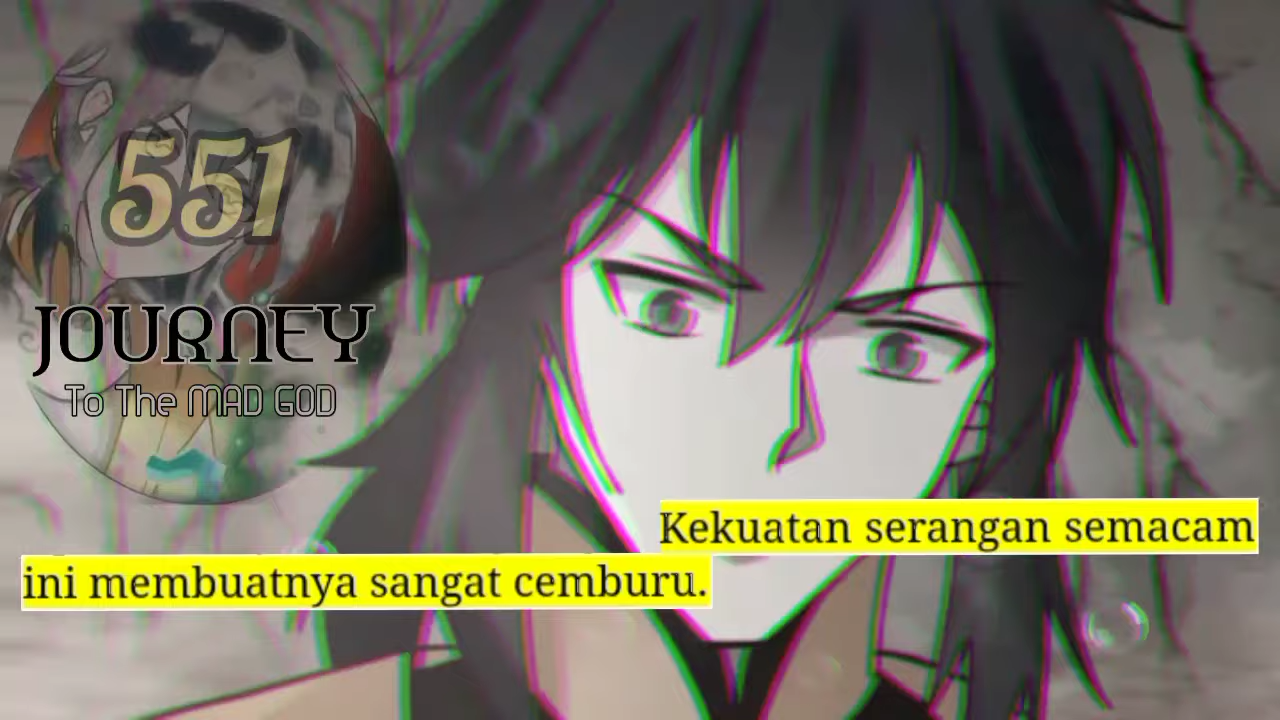 551
JOURNEY
To The MAD GOD
Kekuatan serangan semacam
ini membuatnya sangat cemburu.